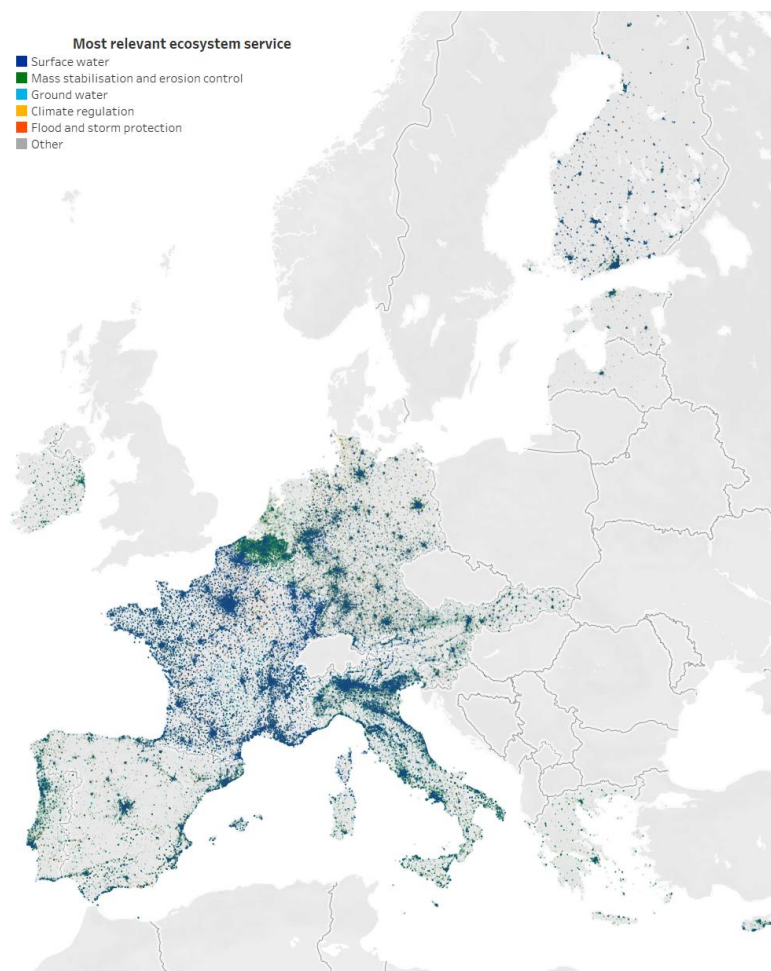 Most relevant ecosystem service
Surface water
Mass stabilisation and erosion control
Ground water
Climate regulation
Flood and storm protection
Other